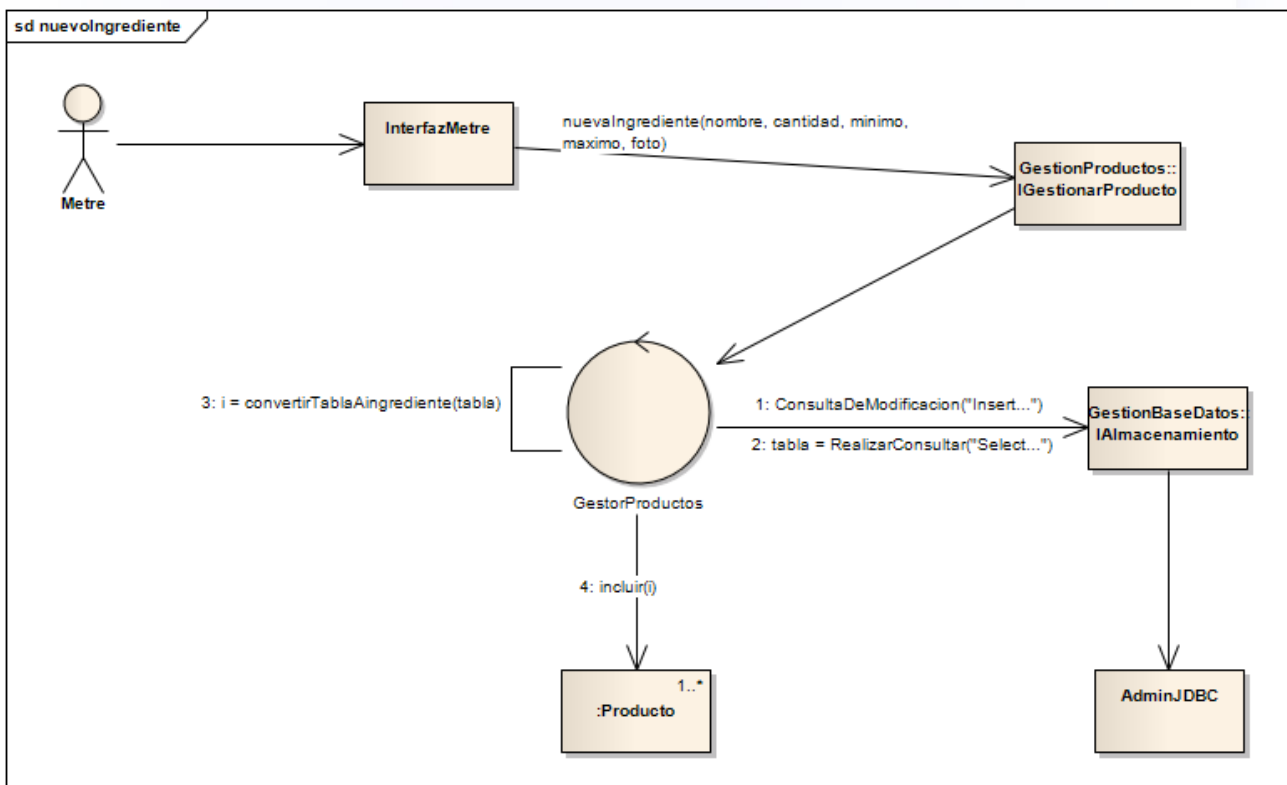 sd nuevoIngrediente
Metre
InterfazMetre
nuevaIngrediente(nombre, cantidad, minimo,
maximo, foto)
GestionProductos::
IGestionarProducto
3: i = convertirTablaAingrediente(tabla)
GestorProductos
1: ConsultaDeModificacion("Insert...")
2: tabla = RealizarConsultar("Select...")
GestionBaseDatos::
IAlmacenamiento
4: incluir(i)
1..*
:Producto
AdminJDBC